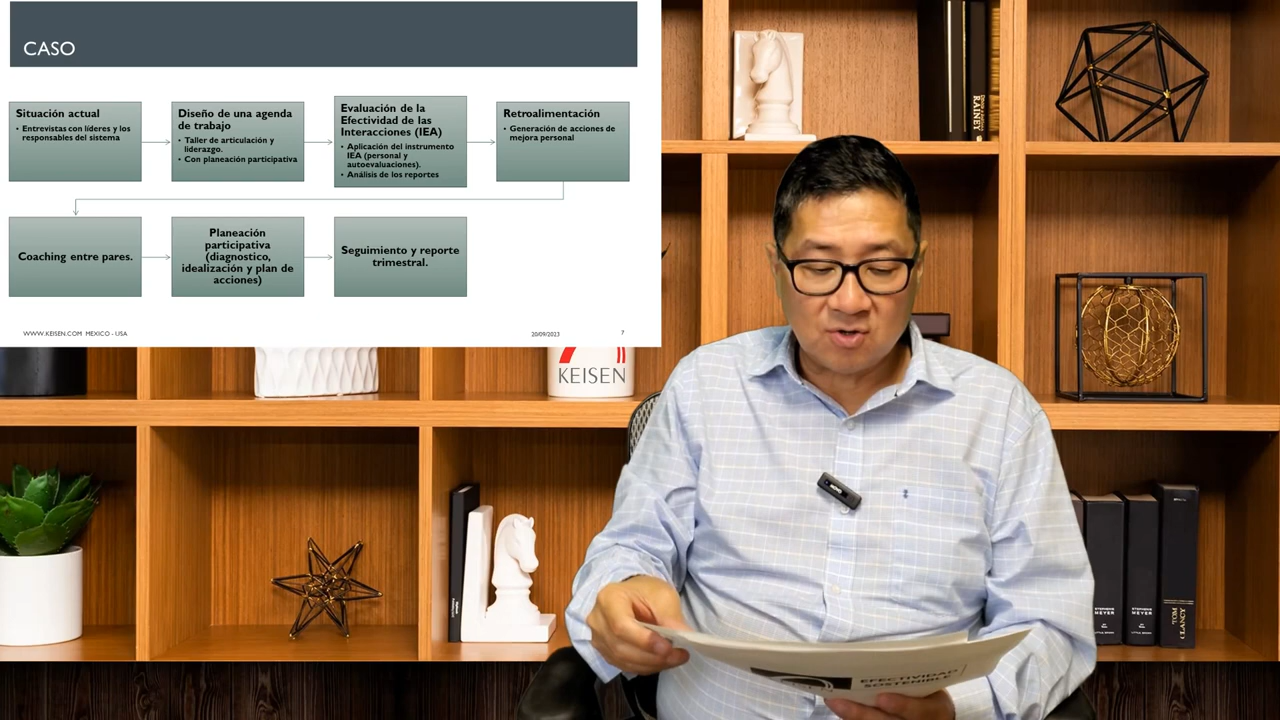 CASO
Situación actual
• Entrevistas con líderes y los
responsables del sistema
Diseño de una agenda
de trabajo
• Taller de articulación y
liderazgo.
• Con planeación participativa
Evaluación de la
Efectividad de las
Interacciones (IEA)
• Aplicación del instrumento
IEA (personal y
autoevaluaciones).
• Análisis de los reportes
Retroalimentación
• Generación de acciones de
mejora personal
Coaching entre pares.
Planeación
participativa
(diagnostico,
idealización y plan de
acciones)
Seguimiento y reporte
trimestral.
WWW.KEISEN.COM MEXICO - USA
20/09/2023
7
KEISEN
RAINEY
STEPHENIE
MEYER
STEPHENIE
MEYER
TOM
CLANCY
EFECTIVIDAD
SOSTENIBLE